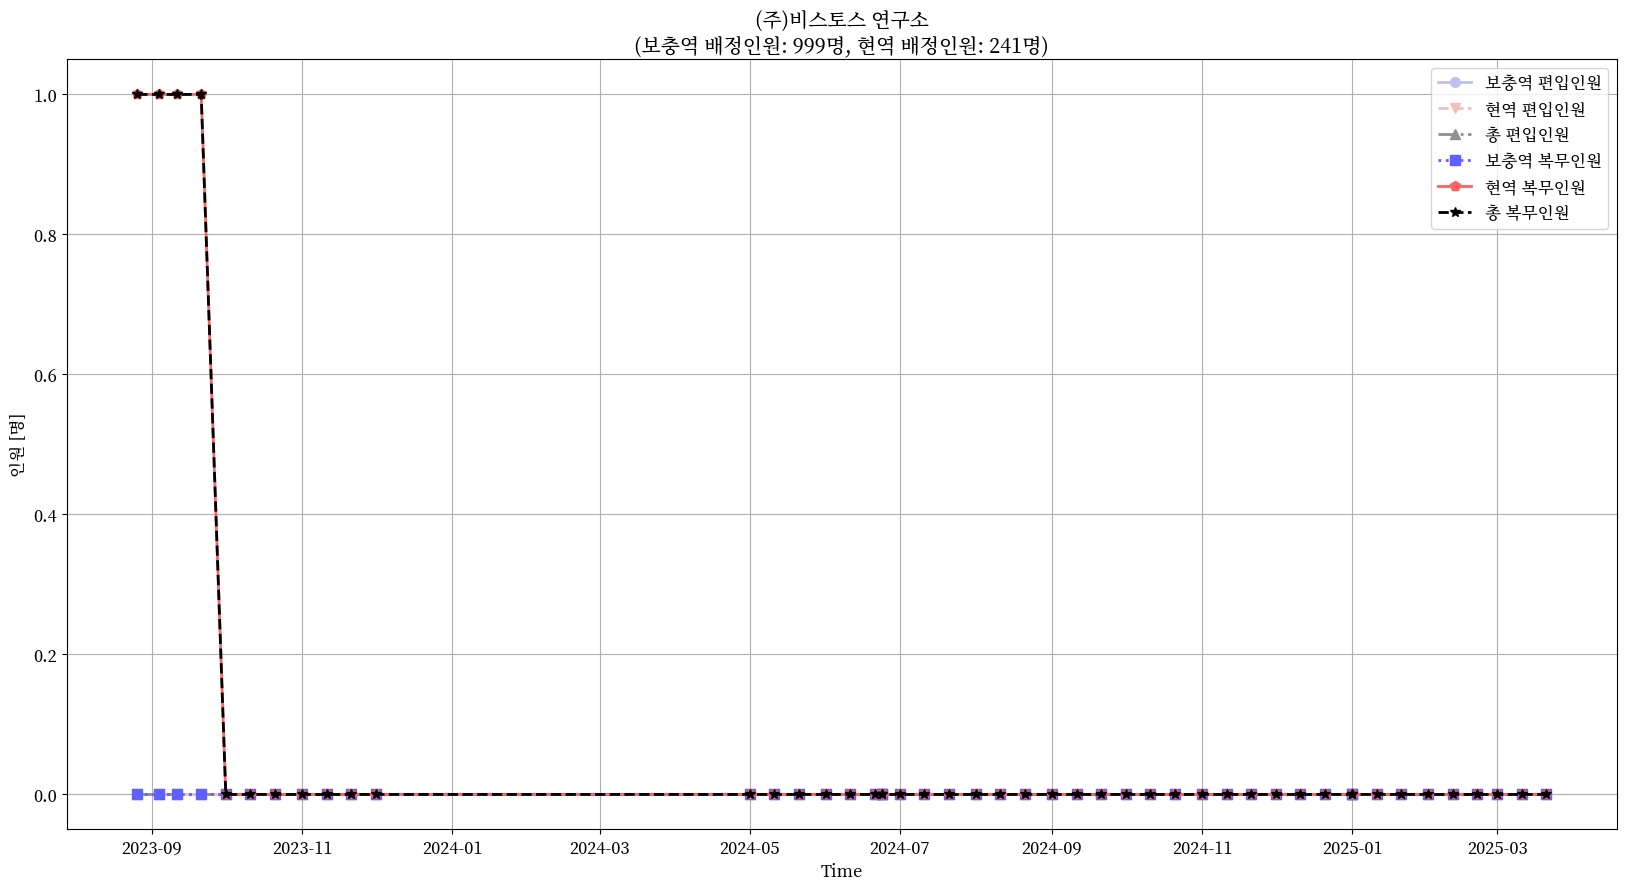 (주)비스토스 연구소
(보충역 배정인원: 999명, 현역 배정인원: 241명)
보충역 편입인원
현역 편입인원
총 편입인원
보충역 복무인원
현역 복무인원
총 복무인원
1.0
0.8
0.6
0.4
0.2
0.0
인원 [명]
2023-09 2023-11 2024-01 2024-03 2024-05 2024-07 2024-09 2024-11 2025-01 2025-03
Time